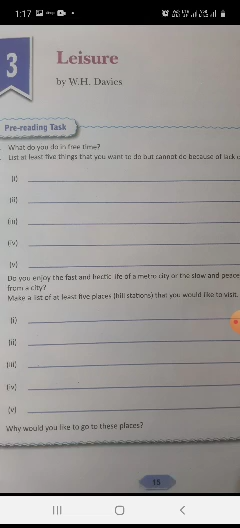 1:17
3
Leisure
by W.H. Davies
Pre-reading Task
What do you do in free time?
List at least five things that you want to do but cannot do because of lack
(i)
(ii)
(iii)
(iv)
(v)
Do you enjoy the fast and hectic life of a metro city or the slow and peace
from a city?
Make a list of at least five places (hill stations) that you would like to visit.
(i)
(ii)
(iii)
(iv)
(v)
Why would you like to go to these places?
15